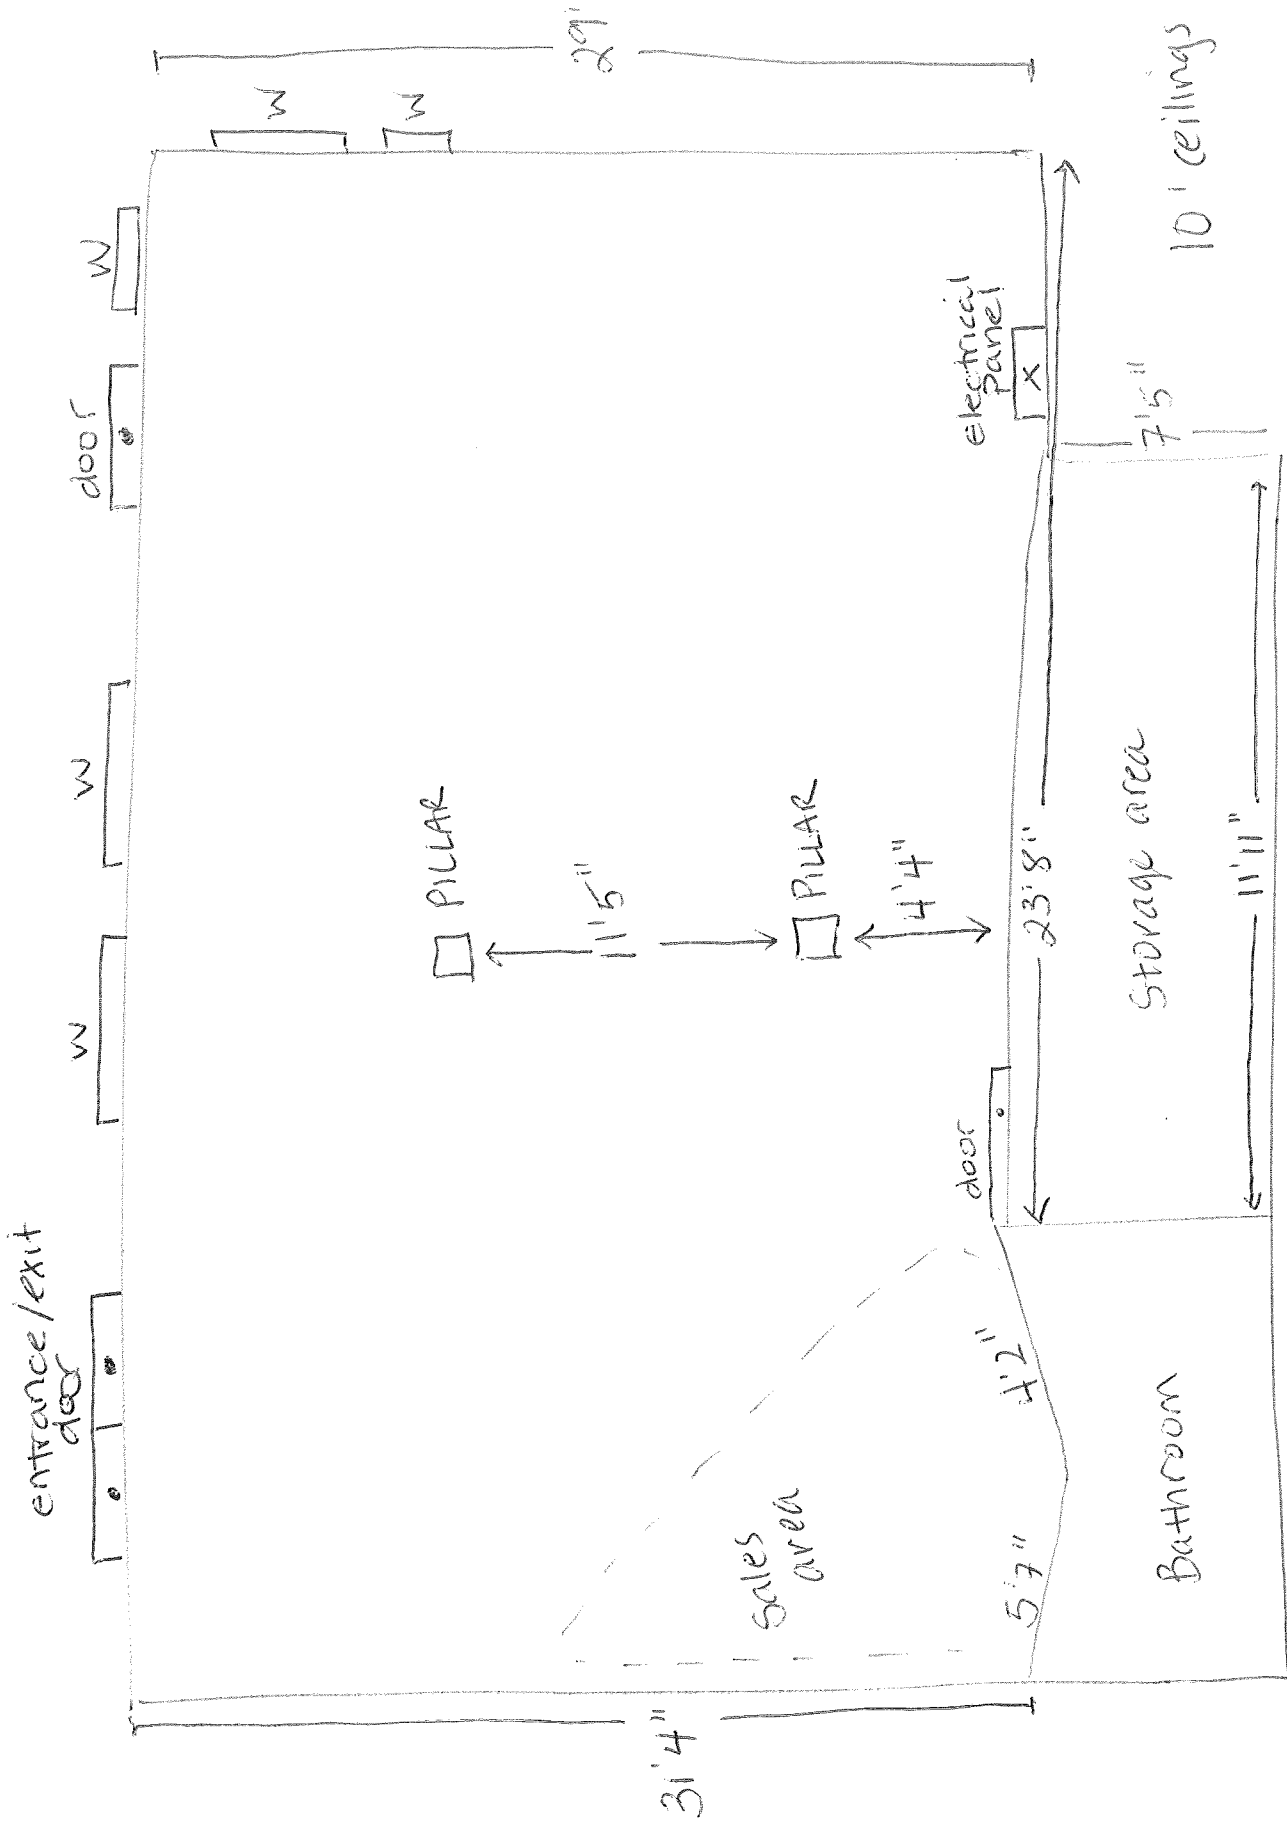 entrance/exit
door
W
W
door
W
W
W
29'
PILLAR
11'5"
PILLAR
4'4"
electrical
panel
X
door
23'8"
Sales
area
5'7"
4'2"
31'4"
Bathroom
Storage area
11'11"
7'5"
10' ceilings